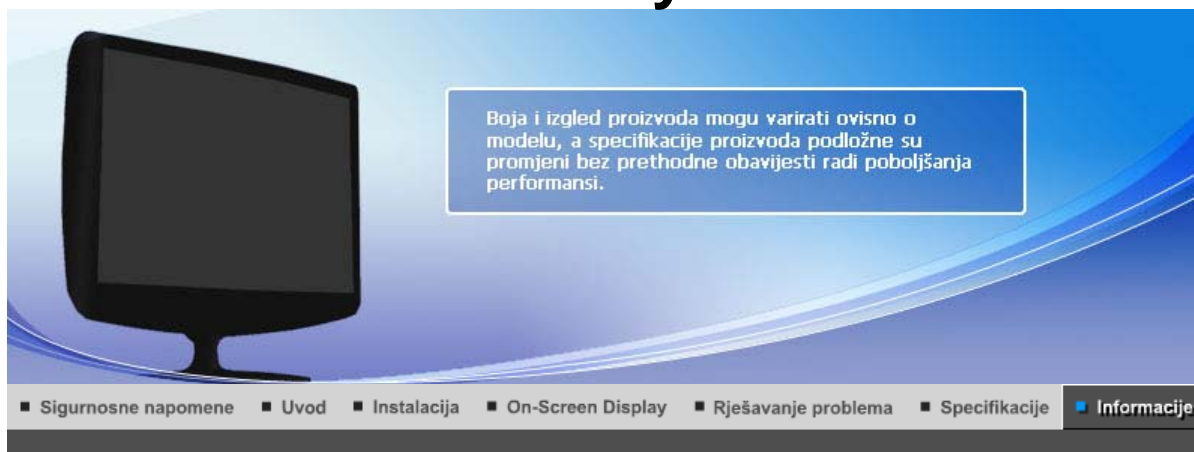 Boja i izgled proizvoda mogu varirati ovisno o
modelu, a specifikacije proizvoda podložne su
promjeni bez prethodne obavijesti radi poboljšanja
performansi.
Sigurnosne napomene Uvod Instalacija On-Screen Display Rješavanje problema Specifikacije Informacije